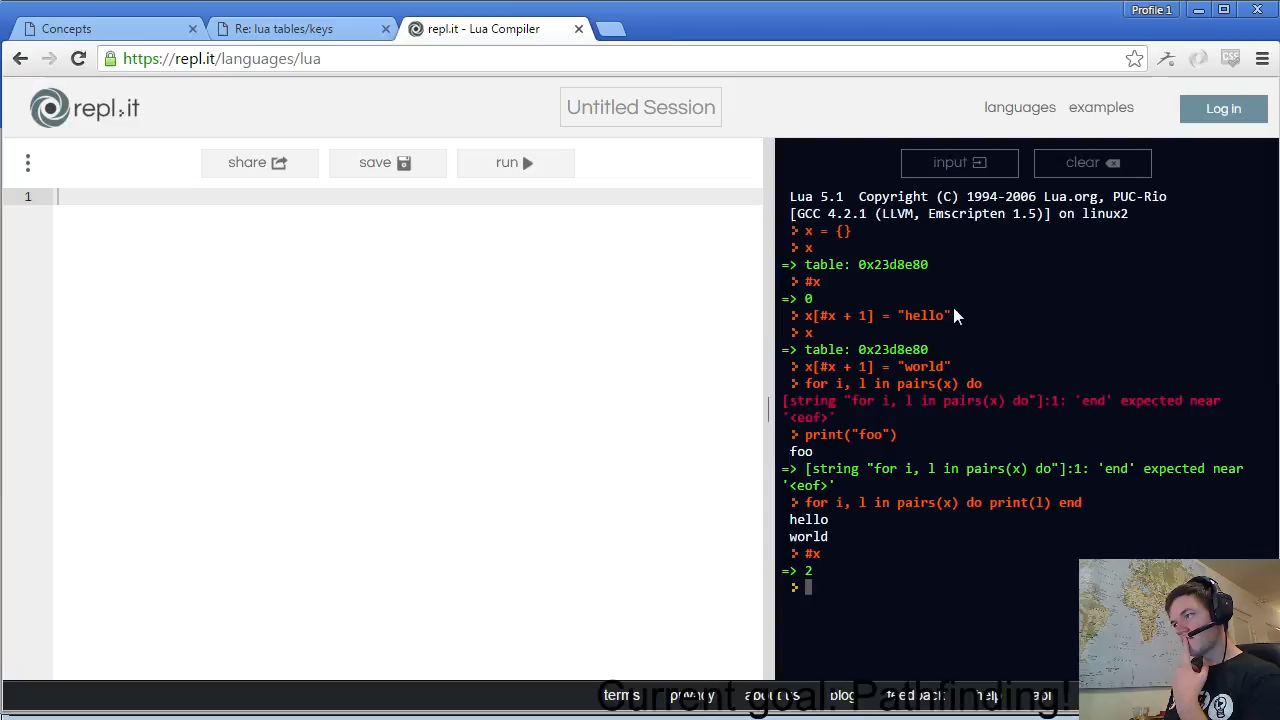 Profile 1
Concepts
Re: lua tables/keys
repl.it - Lua Compiler
https://repl.it/languages/lua
repl.it
Untitled Session
languages
examples
Log in
share
save
run
input
clear
1
Lua 5.1  Copyright (C) 1994-2006 Lua.org, PUC-Rio
[GCC 4.2.1 (LLVM, Emscripten 1.5)] on linux2
> x = {}
> x
=> table: 0x23d8e80
> #x
=> 0
> x[#x + 1] = "hello"
> x
=> table: 0x23d8e80
> x[#x + 1] = "world"
> for i, l in pairs(x) do
[string "for i, l in pairs(x) do"]:1: 'end' expected near
'<eof>'
> print("foo")
foo
=> [string "for i, l in pairs(x) do"]:1: 'end' expected near
'<eof>'
> for i, l in pairs(x) do print(l) end
hello
world
> #x
=> 2
>
terms
privacy
about us
blog
feedback
help
api
Current goal: Pathfinding!